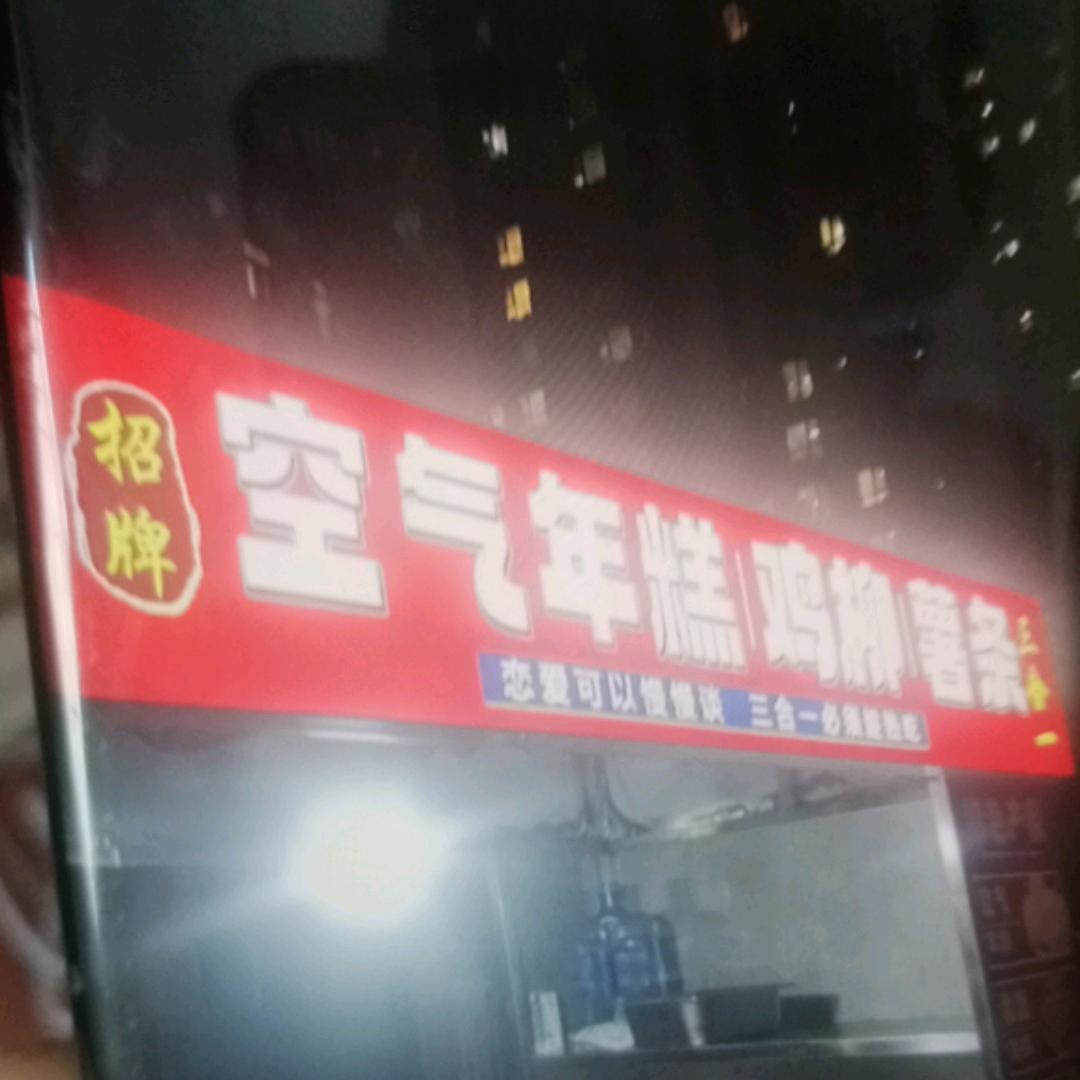 招牌
空气年糕 鸡柳 薯条
三合一
恋爱可以慢慢谈 三合一必须趁热吃